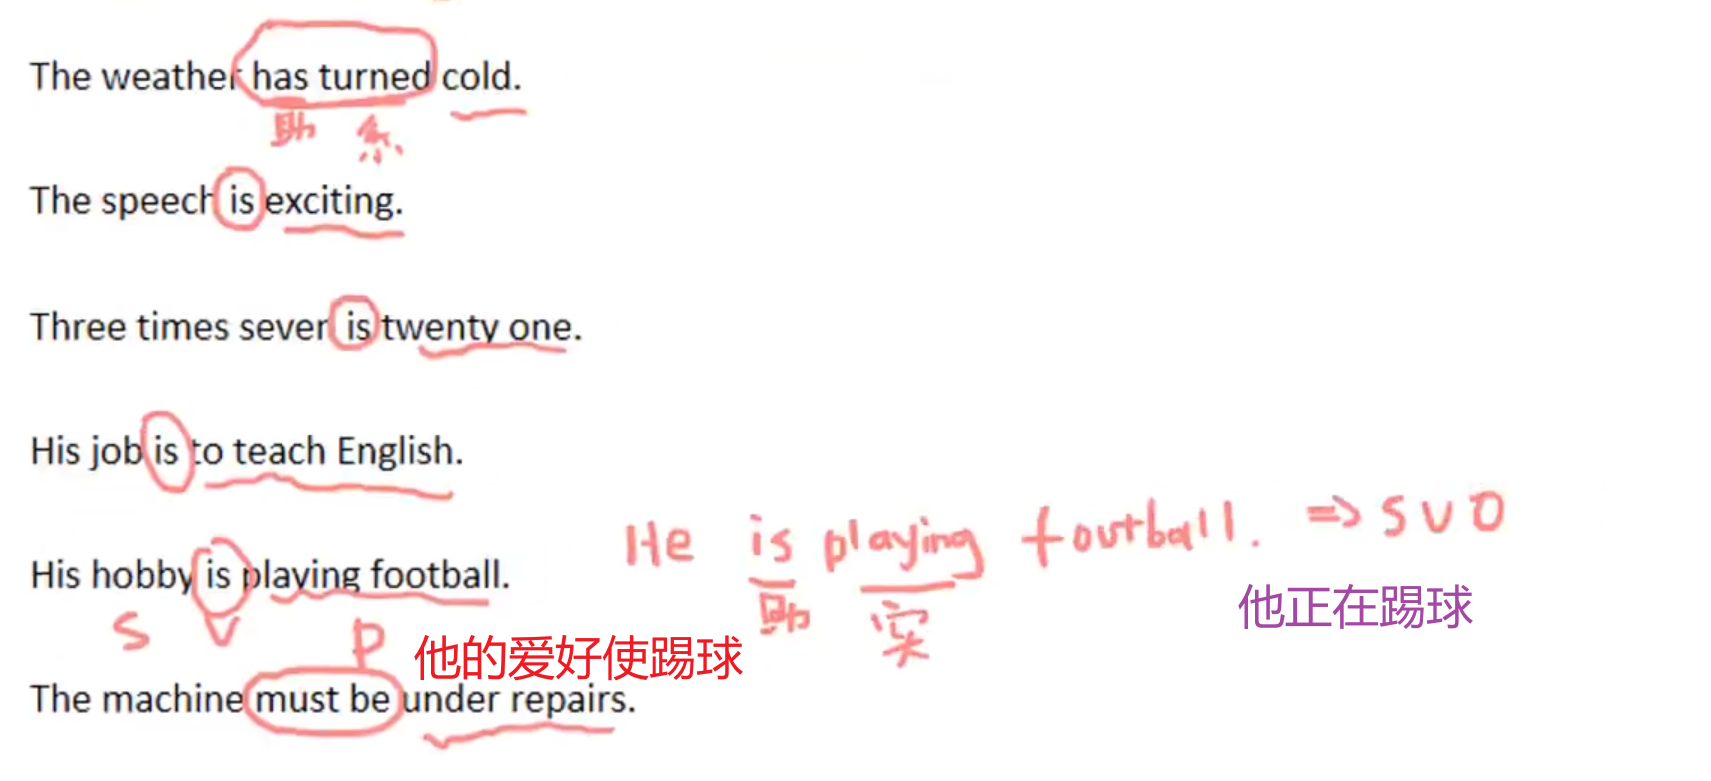 The weather has turned cold.
助 系
The speech is exciting.
Three times seven is twenty one.
His job is to teach English.
He is playing football. => S V O
助 实
他正在踢球
His hobby is playing football.
S V P
他的爱好使踢球
The machine must be under repairs.